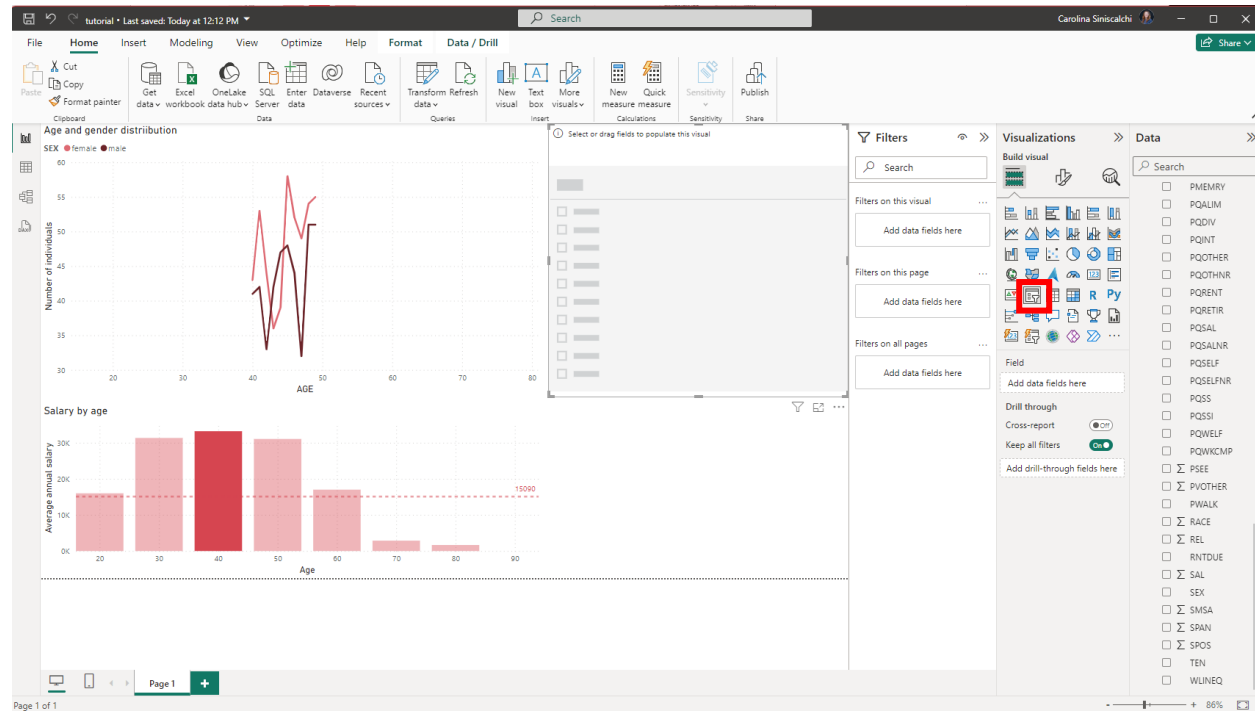 tutorial • Last saved: Today at 12:12 PM
Search
Carolina Siniscalchi
File Home Insert Modeling View Optimize Help Format Data / Drill
Share
Paste
Cut
Copy
Format painter
Get data
Excel workbook
OneLake data hub
SQL Server
Enter data
Dataverse
Recent sources
Transform data
Refresh
New visual
Text box
More visuals
New measure
Quick measure
Sensitivity
Publish
Clipboard Data Queries Insert Calculations Sensitivity Share
Age and gender distriibution
SEX female male
Number of individuals
60
55
50
45
40
35
30
20 30 40 50 60 70 80
AGE
Select or drag fields to populate this visual
Salary by age
Average annual salary
30K
20K
10K
0K
15090
20 30 40 50 60 70 80 90
Age
Filters
Search
Filters on this visual
Add data fields here
Filters on this page
Add data fields here
Filters on all pages
Add data fields here
Visualizations
Build visual
123
R Py
123
Field
Add data fields here
Drill through
Cross-report Off
Keep all filters On
Add drill-through fields here
Data
Search
PMEMRY
PQALIM
PQDIV
PQINT
PQOTHER
PQOTHNR
PQRENT
PQRETIR
PQSAL
PQSALNR
PQSELF
PQSELFNR
PQSS
PQSSI
PQWELF
PQWKCMP
Σ PSEE
Σ PVOTHER
PWALK
Σ RACE
Σ REL
RNTDUE
Σ SAL
SEX
Σ SMSA
Σ SPAN
Σ SPOS
TEN
WLINEQ
Page 1
Page 1 of 1
86%